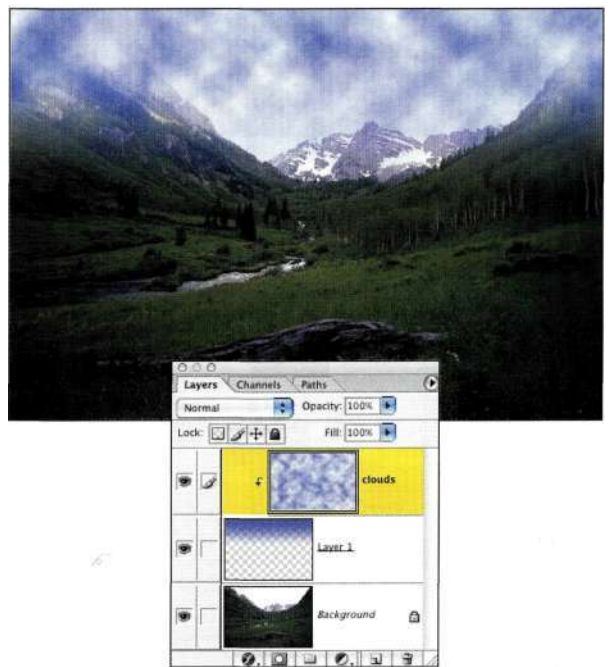 Layers Channels Paths
Normal Opacity: 100%
Lock: Fill: 100%
clouds
Layer 1
Background